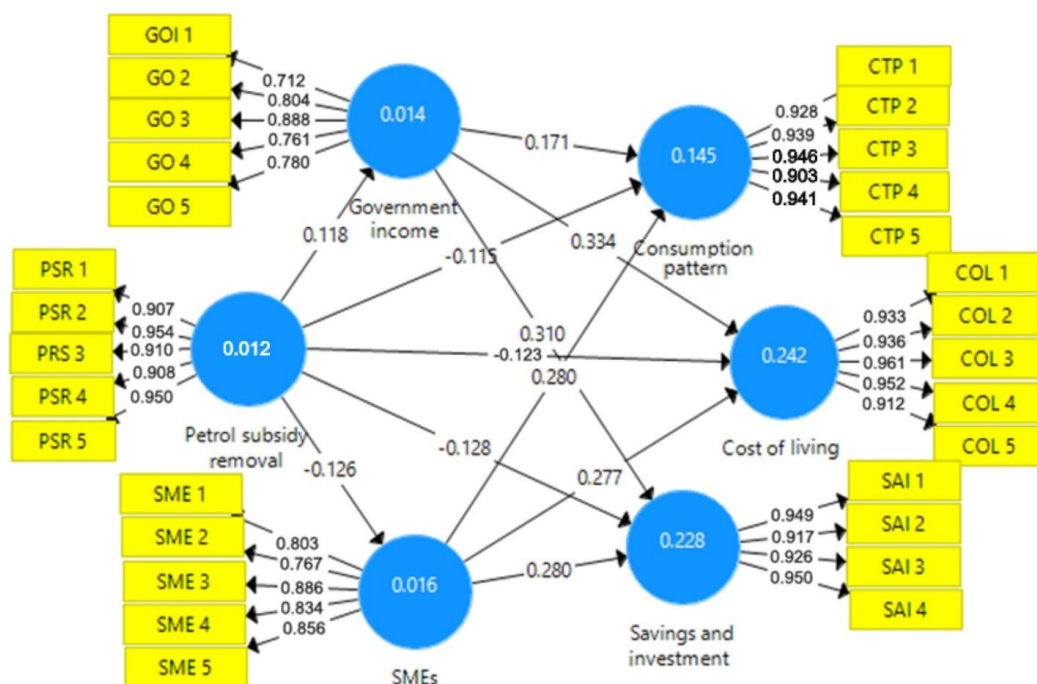 GOI 1
GO 2
GO 3
GO 4
GO 5
0.712
0.804
0.888
0.761
0.780
0.014
Government
income
0.171
0.145
Consumption
pattern
0.928
0.939
0.946
0.903
0.941
CTP 1
CTP 2
CTP 3
CTP 4
CTP 5
0.118
-0.115
0.334
0.310
PSR 1
PSR 2
PRS 3
PSR 4
PSR 5
0.907
0.954
0.910
0.908
0.950
0.012
Petrol subsidy
removal
-0.123
0.280
0.242
Cost of living
0.933
0.936
0.961
0.952
0.912
COL 1
COL 2
COL 3
COL 4
COL 5
-0.126
-0.128
0.277
SME 1
SME 2
SME 3
SME 4
SME 5
0.803
0.767
0.886
0.834
0.856
0.016
SMEs
0.280
0.228
Savings and
investment
0.949
0.917
0.926
0.950
SAI 1
SAI 2
SAI 3
SAI 4